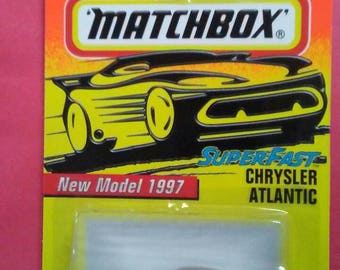 MATCHBOX®
SUPERFAST
New Model 1997
CHRYSLER
ATLANTIC